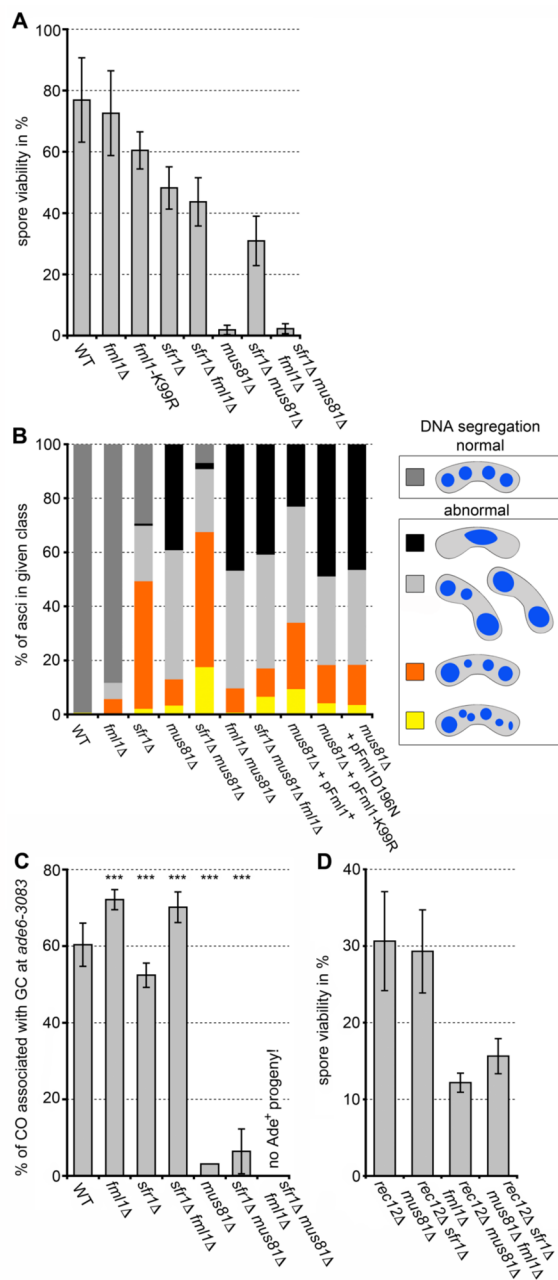 A
spore viability in %
100
80
60
40
20
0
WT
fml1Δ
fml1-K99R
sfr1Δ
sfr1Δ fml1Δ
mus81Δ
sfr1Δ mus81Δ
sfr1Δ mus81Δ
fml1Δ
B
% of asci in given class
100
80
60
40
20
0
WT
fml1Δ
sfr1Δ
mus81Δ
sfr1Δ mus81Δ
fml1Δ mus81Δ
sfr1Δ mus81Δ fml1Δ
mus81Δ + pFml1+
mus81Δ + pFml1-K99R
mus81Δ
+ pFml1D196N
DNA segregation
normal
abnormal
C
% of CO associated with GC at ade6-3083
80
60
40
20
0
***
***
***
***
***
no Ade+ progeny!
WT
fml1Δ
sfr1Δ
sfr1Δ fml1Δ
mus81Δ
sfr1Δ mus81Δ
sfr1Δ mus81Δ
fml1Δ
D
spore viability in %
40
30
20
10
0
rec12Δ
rec12Δ sfr1Δ
mus81Δ
rec12Δ mus81Δ
fml1Δ
rec12Δ sfr1Δ
mus81Δ fml1Δ